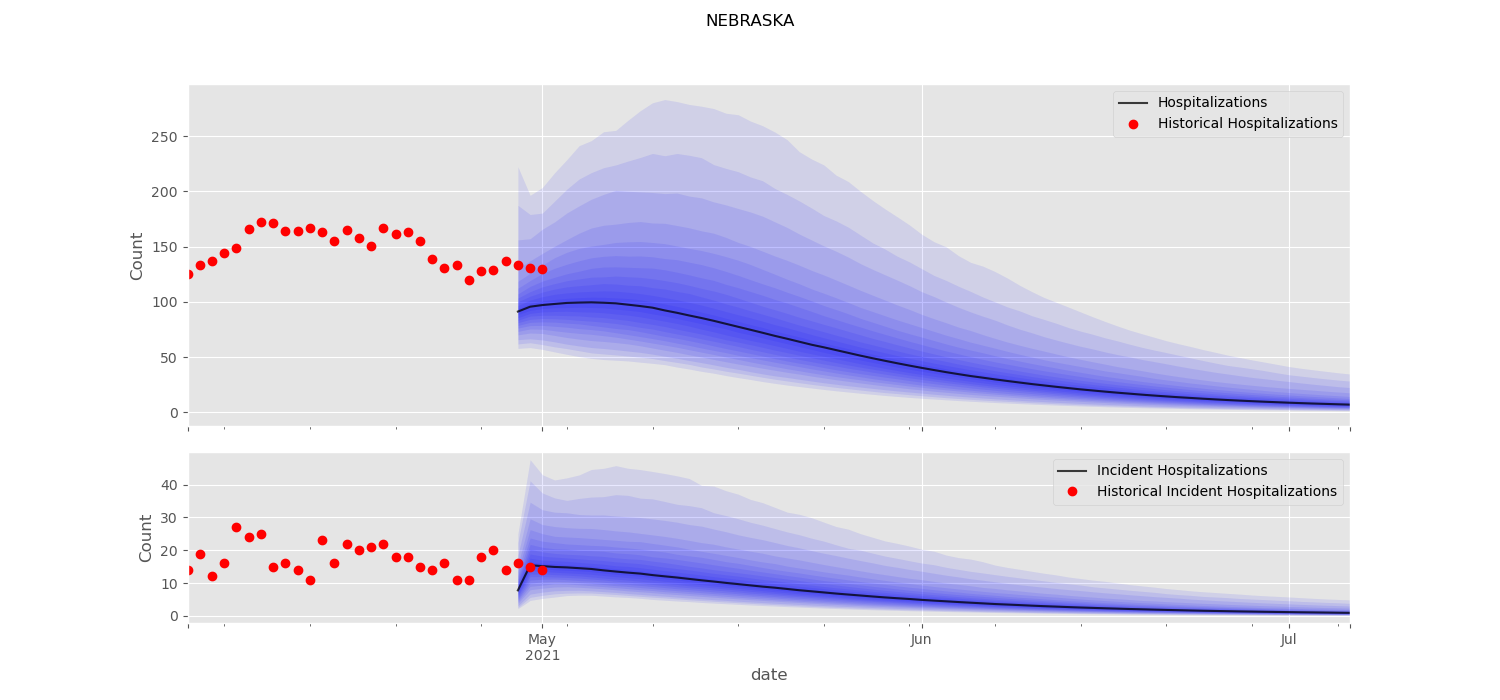 NEBRASKA
Hospitalizations
Historical Hospitalizations
250
200
150
100
50
0
Count
Incident Hospitalizations
Historical Incident Hospitalizations
40
30
20
10
0
Count
May
2021
Jun
Jul
date